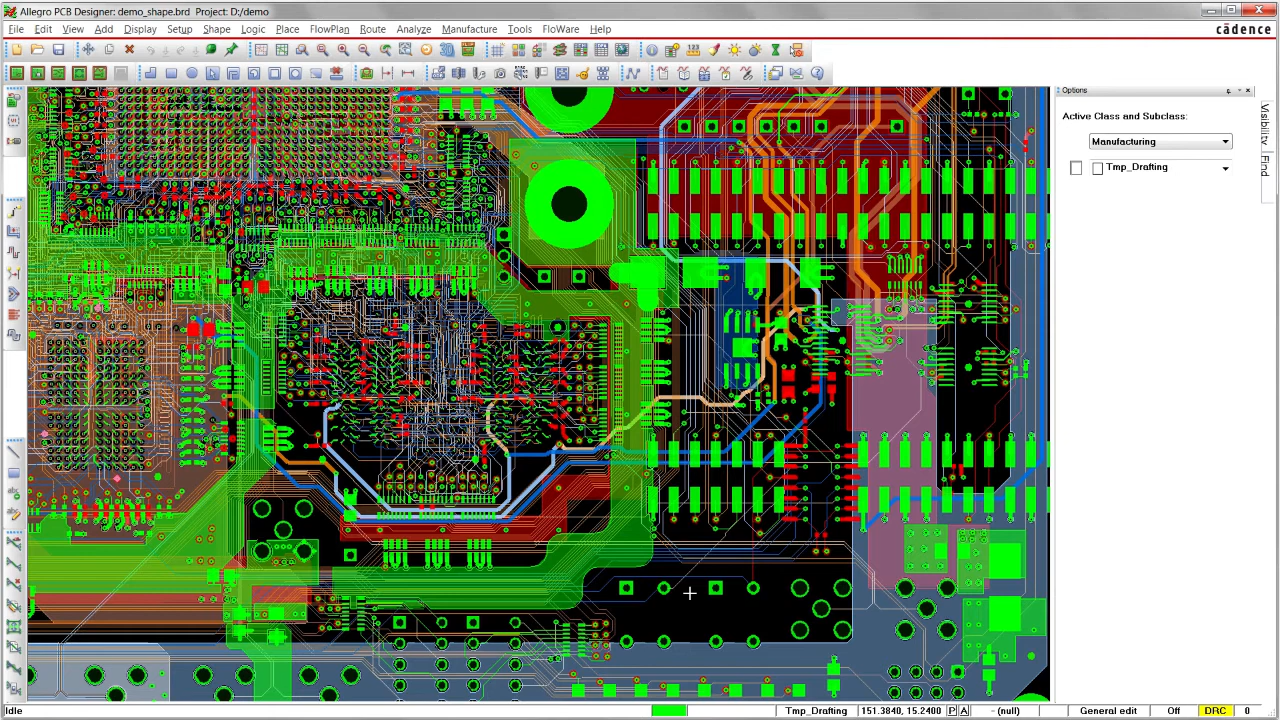 Allegro PCB Designer: demo_shape.brd  Project: D:/demo
File Edit View Add Display Setup Shape Logic Place FlowPlan Route Analyze Manufacture Tools FloWare Help
cādence
Options
Active Class and Subclass:
Manufacturing
Tmp_Drafting
Visibility
Find
Idle
Tmp_Drafting
151.3840, 15.2400
P
A
- (null)
General edit
Off
DRC
0